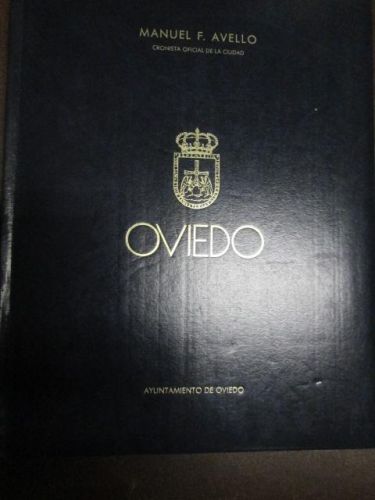 MANUEL F. AVELLO
CRONISTA OFICIAL DE LA CIUDAD
OVIEDO
AYUNTAMIENTO DE OVIEDO